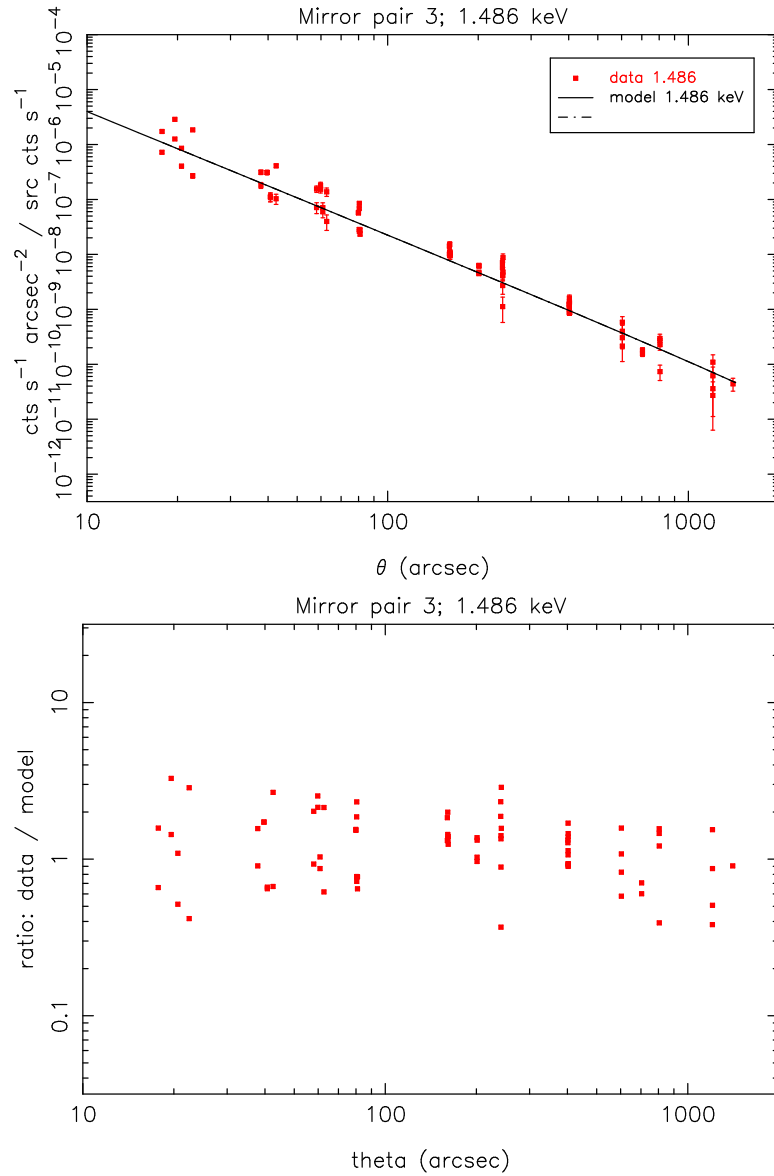 Mirror pair 3; 1.486 keV
cts s⁻¹ arcsec⁻² / src cts s⁻¹
10⁻⁴
10⁻⁵
10⁻⁶
10⁻⁷
10⁻⁸
10⁻⁹
10⁻¹⁰
10⁻¹¹
10⁻¹²
data 1.486
model 1.486 keV
10 100 1000
θ (arcsec)
Mirror pair 3; 1.486 keV
ratio: data / model
10
1
0.1
10 100 1000
theta (arcsec)